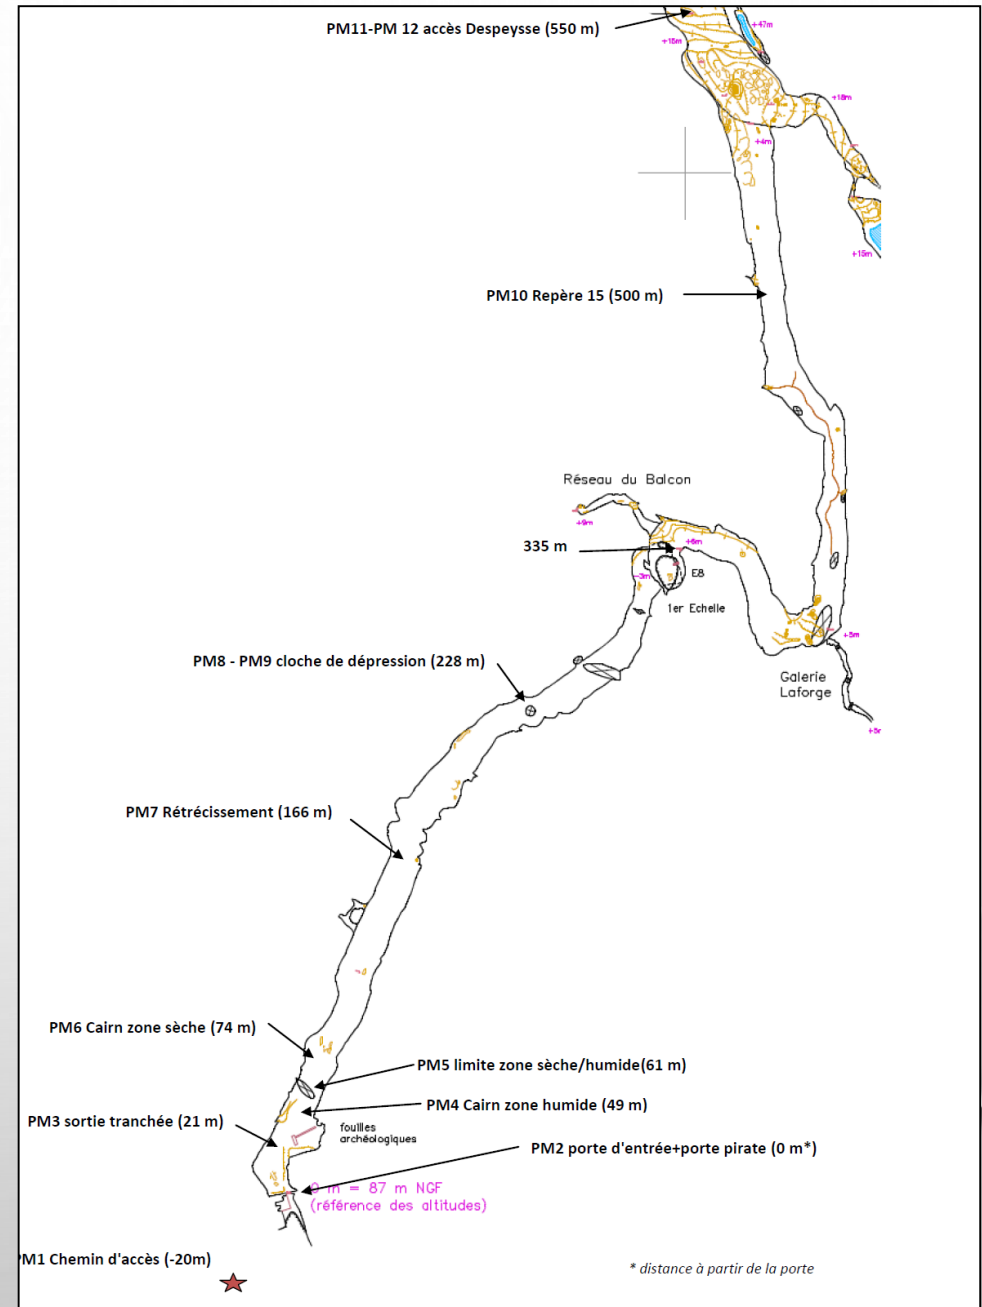 PM11-PM 12 accès Despeysse (550 m)
+47m
+15m
+18m
+4m
+15m
PM10 Repère 15 (500 m)
Réseau du Balcon
+9m
335 m
+6m
-3m
E8
1er Echelle
+5m
PM8 - PM9 cloche de dépression (228 m)
Galerie
Laforge
PM7 Rétrécissement (166 m)
PM6 Cairn zone sèche (74 m)
PM5 limite zone sèche/humide(61 m)
PM4 Cairn zone humide (49 m)
PM3 sortie tranchée (21 m)
fouilles
archéologiques
PM2 porte d'entrée+porte pirate (0 m*)
0 m = 87 m NGF
(référence des altitudes)
PM1 Chemin d'accès (-20m)
* distance à partir de la porte